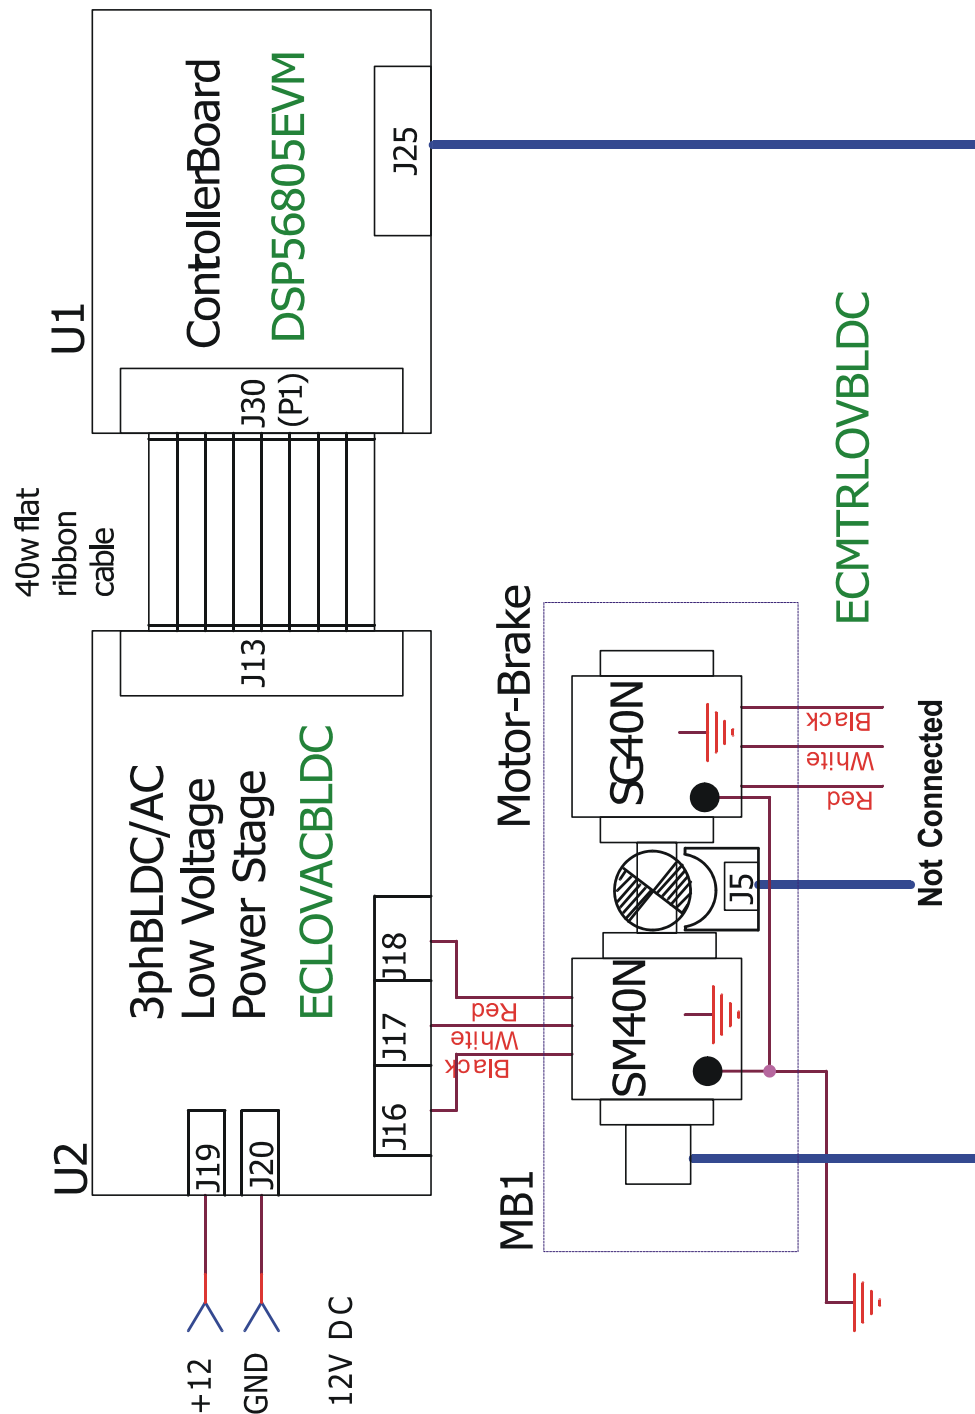 U2
3phBLDC/AC
Low Voltage
Power Stage
ECLOVACBLDC
J19
J20
+12
GND
12V DC
J13
J16
J17
J18
40w flat
ribbon
cable
U1
J30
(P1)
ContollerBoard
DSP56805EVM
J25
Red
White
Black
MB1
Motor-Brake
SM40N
J5
SG40N
Black
White
Red
Not Connected
ECMTRLOVBLDC